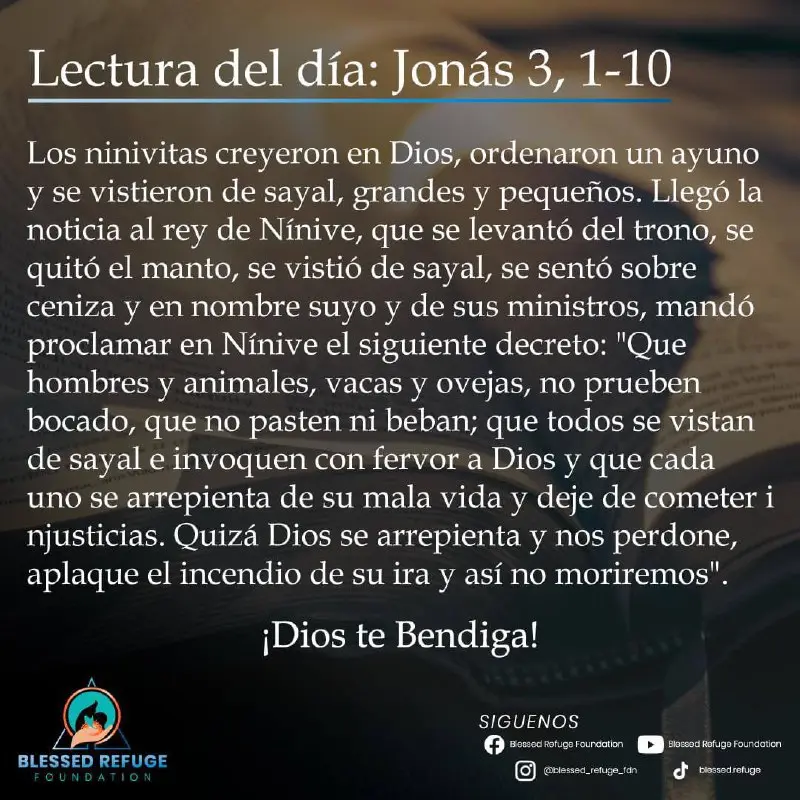 Lectura del día: Jonás 3, 1-10
Los ninivitas creyeron en Dios, ordenaron un ayuno
y se vistieron de sayal, grandes y pequeños. Llegó la
noticia al rey de Nínive, que se levantó del trono, se
quitó el manto, se vistió de sayal, se sentó sobre
ceniza y en nombre suyo y de sus ministros, mandó
proclamar en Nínive el siguiente decreto: "Que
hombres y animales, vacas y ovejas, no prueben
bocado, que no pasten ni beban; que todos se vistan
de sayal e invoquen con fervor a Dios y que cada
uno se arrepienta de su mala vida y deje de cometer i
njusticias. Quizá Dios se arrepienta y nos perdone,
aplaque el incendio de su ira y así no moriremos".
¡Dios te Bendiga!
BLESSED REFUGE
FOUNDATION
SIGUENOS
Blessed Refuge Foundation
Blessed Refuge Foundation
@blessed_refuge_fdn
blessed.refuge